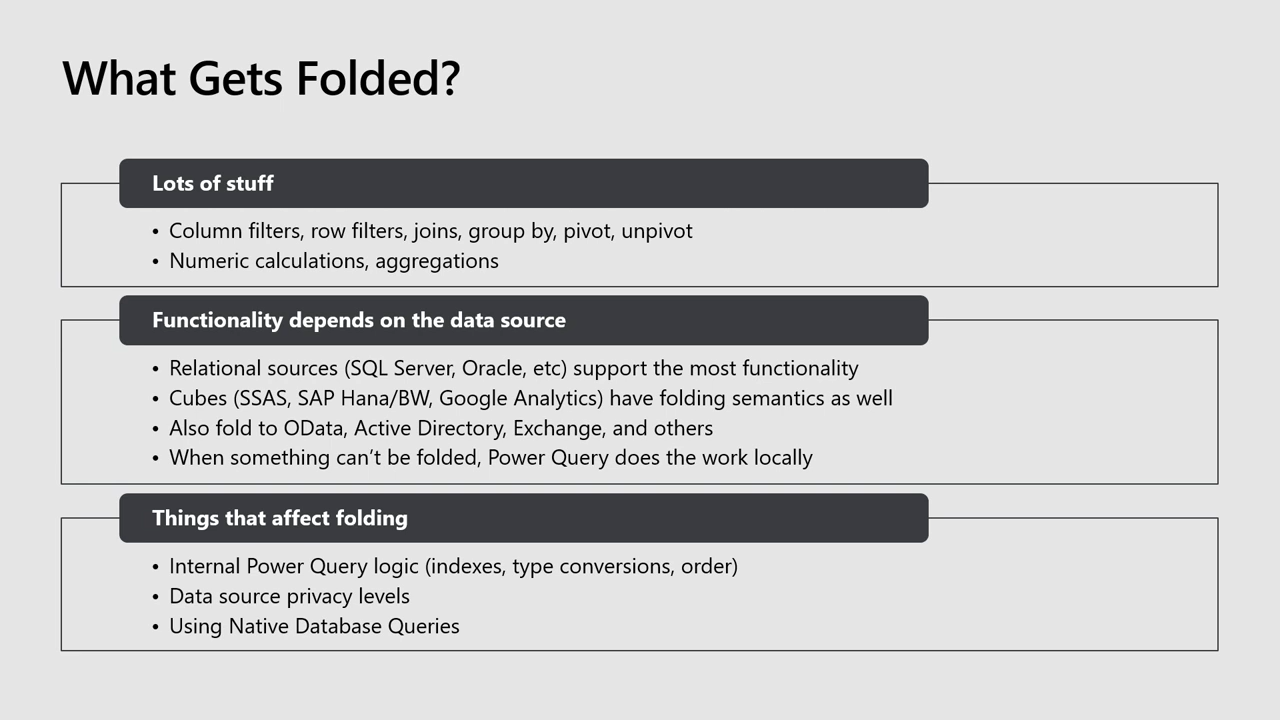 What Gets Folded?
Lots of stuff
• Column filters, row filters, joins, group by, pivot, unpivot
• Numeric calculations, aggregations
Functionality depends on the data source
• Relational sources (SQL Server, Oracle, etc) support the most functionality
• Cubes (SSAS, SAP Hana/BW, Google Analytics) have folding semantics as well
• Also fold to OData, Active Directory, Exchange, and others
• When something can’t be folded, Power Query does the work locally
Things that affect folding
• Internal Power Query logic (indexes, type conversions, order)
• Data source privacy levels
• Using Native Database Queries